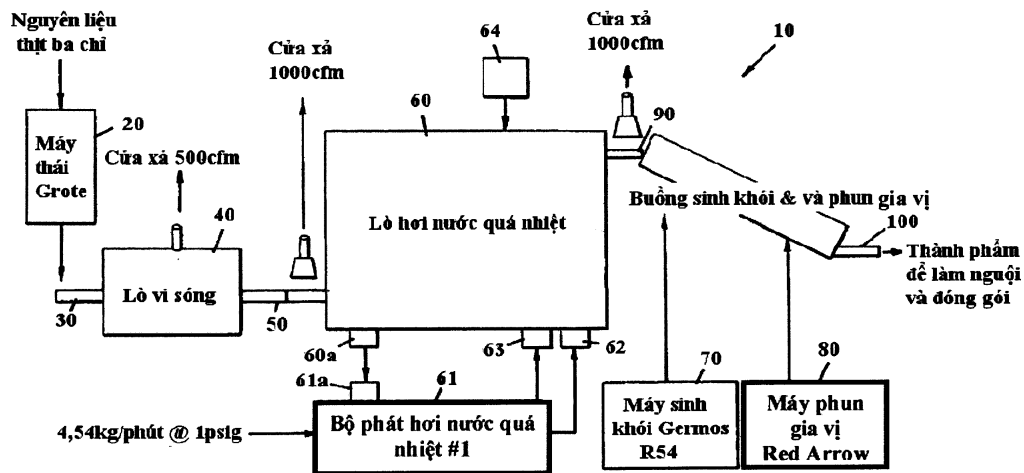 Nguyên liệu
thịt ba chỉ
20
Máy
thái
Grote
Cửa xả 500cfm
40
Lò vi sóng
30
50
Cửa xả
1000cfm
64
60
Lò hơi nước quá nhiệt
Cửa xả
1000cfm
10
90
Buồng sinh khói & và phun gia vị
100
Thành phẩm
để làm nguội
và đóng gói
60a
63
62
61a
61
4,54kg/phút @ 1psig
Bộ phát hơi nước quá
nhiệt #1
70
Máy sinh
khói Germos
R54
80
Máy phun
gia vị
Red Arrow